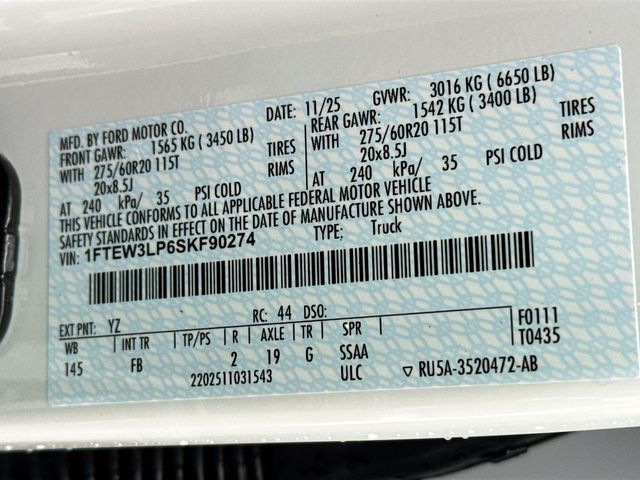 MFD. BY FORD MOTOR CO. DATE: 11/25 GVWR: 3016 KG ( 6650 LB)
FRONT GAWR: 1565 KG ( 3450 LB) REAR GAWR: 1542 KG ( 3400 LB)
WITH 275/60R20 115T TIRES WITH 275/60R20 115T TIRES
20x8.5J RIMS 20x8.5J RIMS
AT 240 kPa/ 35 PSI COLD AT 240 kPa/ 35 PSI COLD
THIS VEHICLE CONFORMS TO ALL APPLICABLE FEDERAL MOTOR VEHICLE
SAFETY STANDARDS IN EFFECT ON THE DATE OF MANUFACTURE SHOWN ABOVE.
VIN: 1FTEW3LP6SKF90274 TYPE; Truck
EXT PNT: YZ RC: 44 DSO: F0111
WB INT TR TP/PS R AXLE TR SPR T0435
145 FB 2 19 G SSAA
2202511031543 ULC ▽ RU5A-3520472-AB